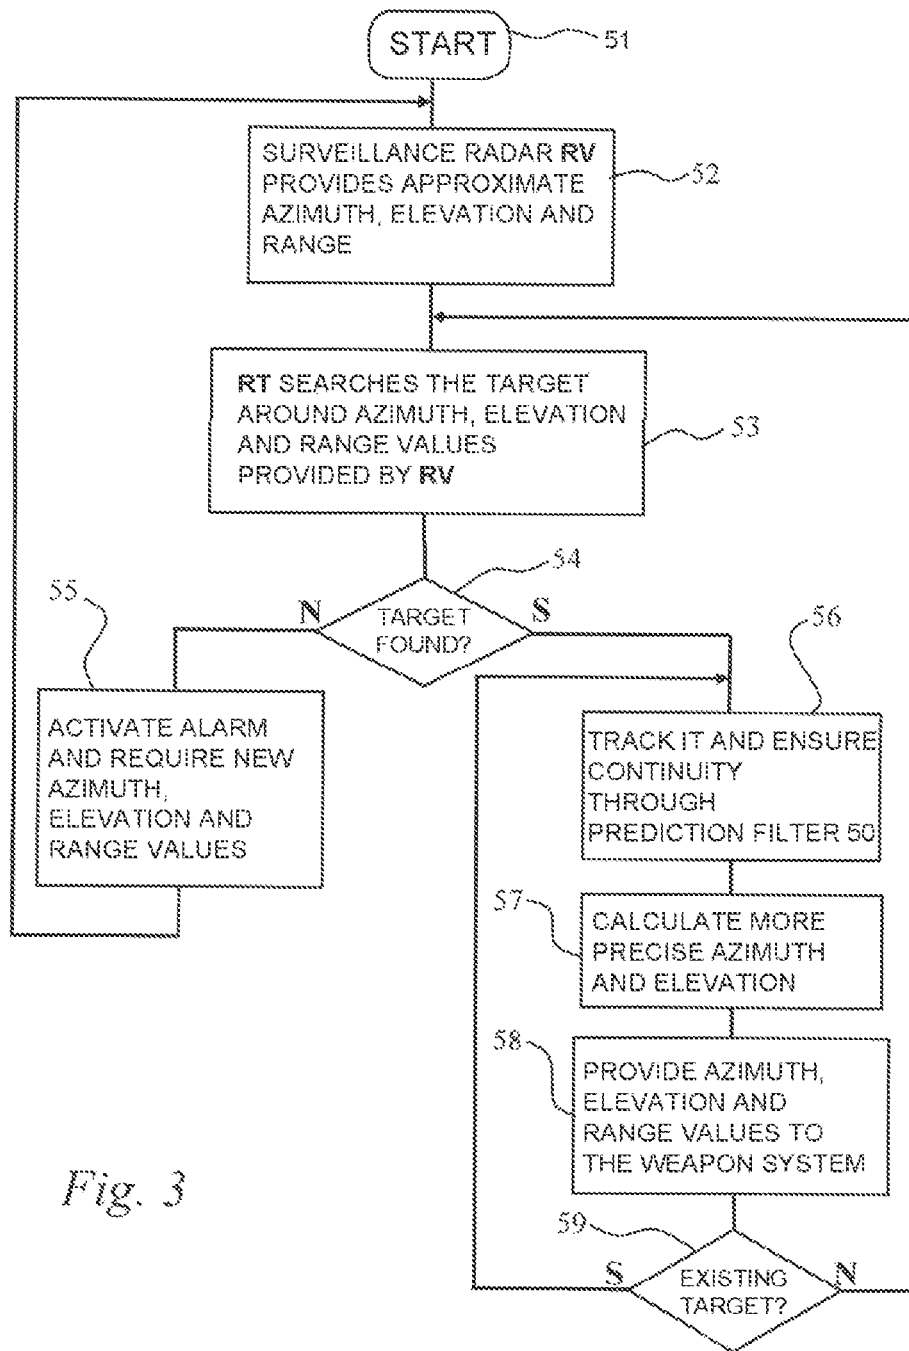 START
51
SURVEILLANCE RADAR RV
PROVIDES APPROXIMATE
AZIMUTH, ELEVATION AND
RANGE
52
RT SEARCHES THE TARGET
AROUND AZIMUTH, ELEVATION
AND RANGE VALUES
PROVIDED BY RV
53
54
N
TARGET
FOUND?
S
55
ACTIVATE ALARM
AND REQUIRE NEW
AZIMUTH,
ELEVATION AND
RANGE VALUES
56
TRACK IT AND ENSURE
CONTINUITY
THROUGH
PREDICTION FILTER 50
57
CALCULATE MORE
PRECISE AZIMUTH
AND ELEVATION
58
PROVIDE AZIMUTH,
ELEVATION AND
RANGE VALUES TO
THE WEAPON SYSTEM
59
S
EXISTING
TARGET?
N
Fig. 3